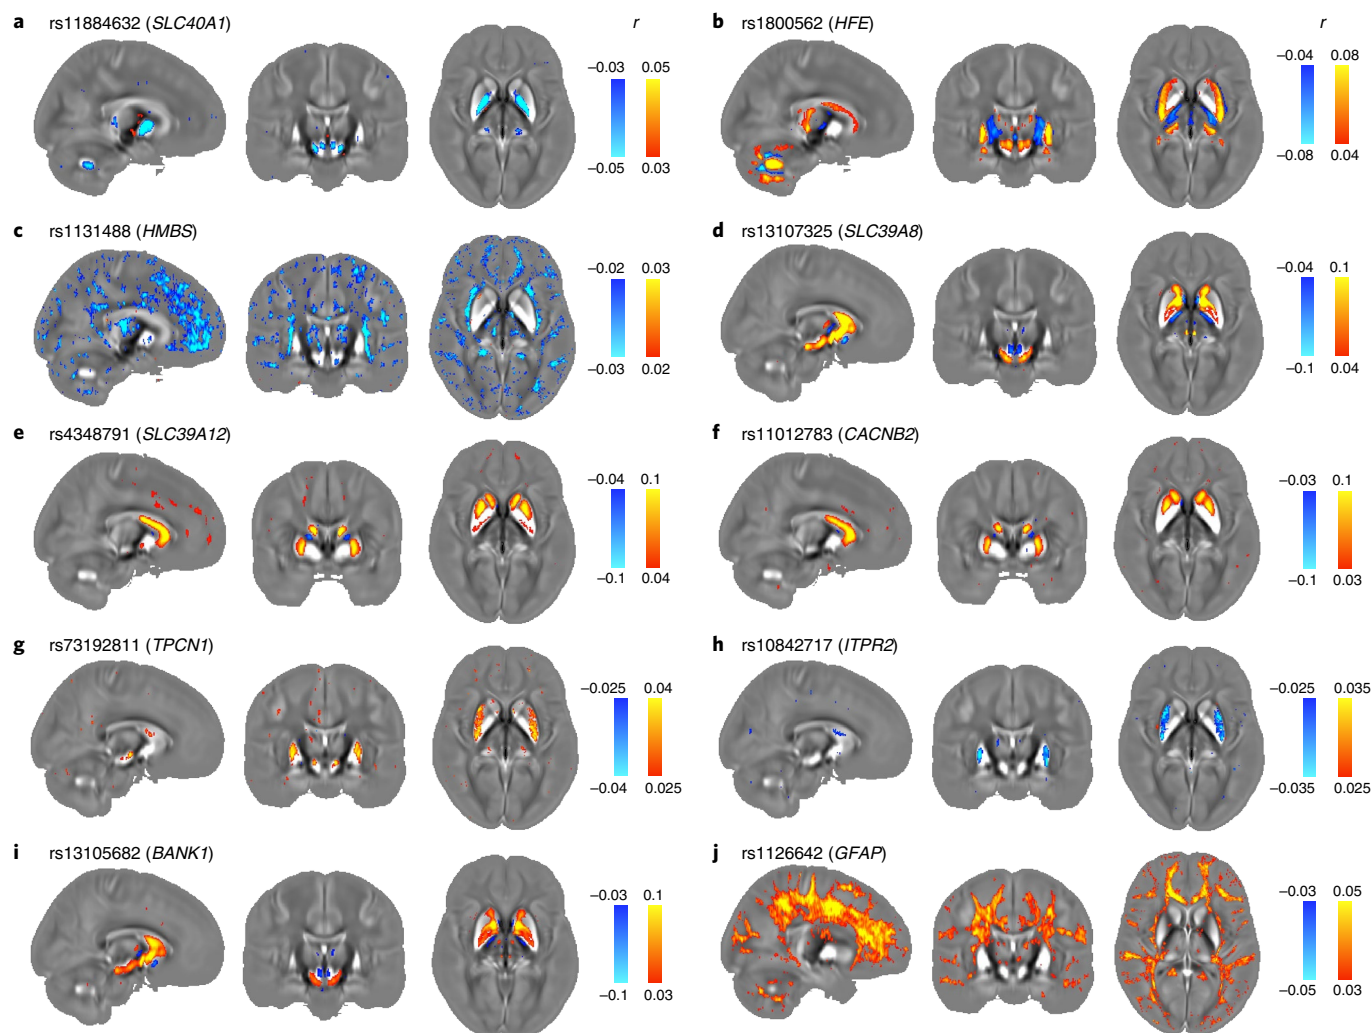 a rs11884632 (SLC40A1) r
−0.03 0.05
−0.05 0.03
b rs1800562 (HFE) r
−0.04 0.08
−0.08 0.04
c rs1131488 (HMBS)
−0.02 0.03
−0.03 0.02
d rs13107325 (SLC39A8)
−0.04 0.1
−0.1 0.04
e rs4348791 (SLC39A12)
−0.04 0.1
−0.1 0.04
f rs11012783 (CACNB2)
−0.03 0.1
−0.1 0.03
g rs73192811 (TPCN1)
−0.025 0.04
−0.04 0.025
h rs10842717 (ITPR2)
−0.025 0.035
−0.035 0.025
i rs13105682 (BANK1)
−0.03 0.1
−0.1 0.03
j rs1126642 (GFAP)
−0.03 0.05
−0.05 0.03